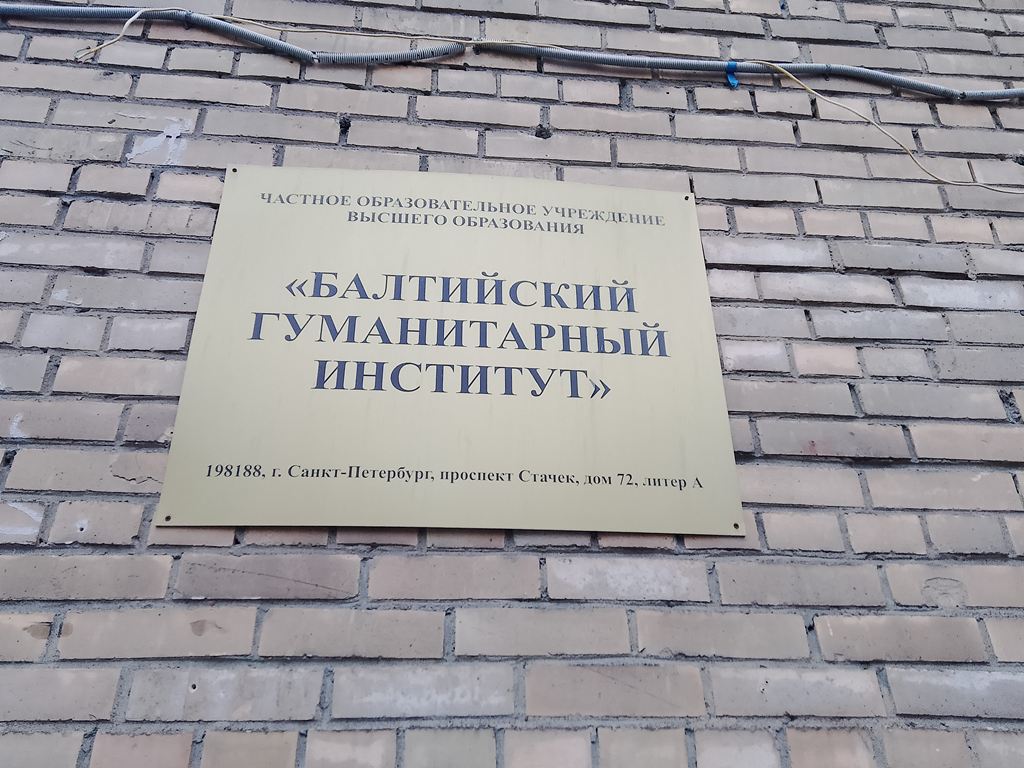 ЧАСТНОЕ ОБРАЗОВАТЕЛЬНОЕ УЧРЕЖДЕНИЕ
ВЫСШЕГО ОБРАЗОВАНИЯ
«БАЛТИЙСКИЙ
ГУМАНИТАРНЫЙ
ИНСТИТУТ»
198188, г. Санкт-Петербург, проспект Стачек, дом 72, литер А